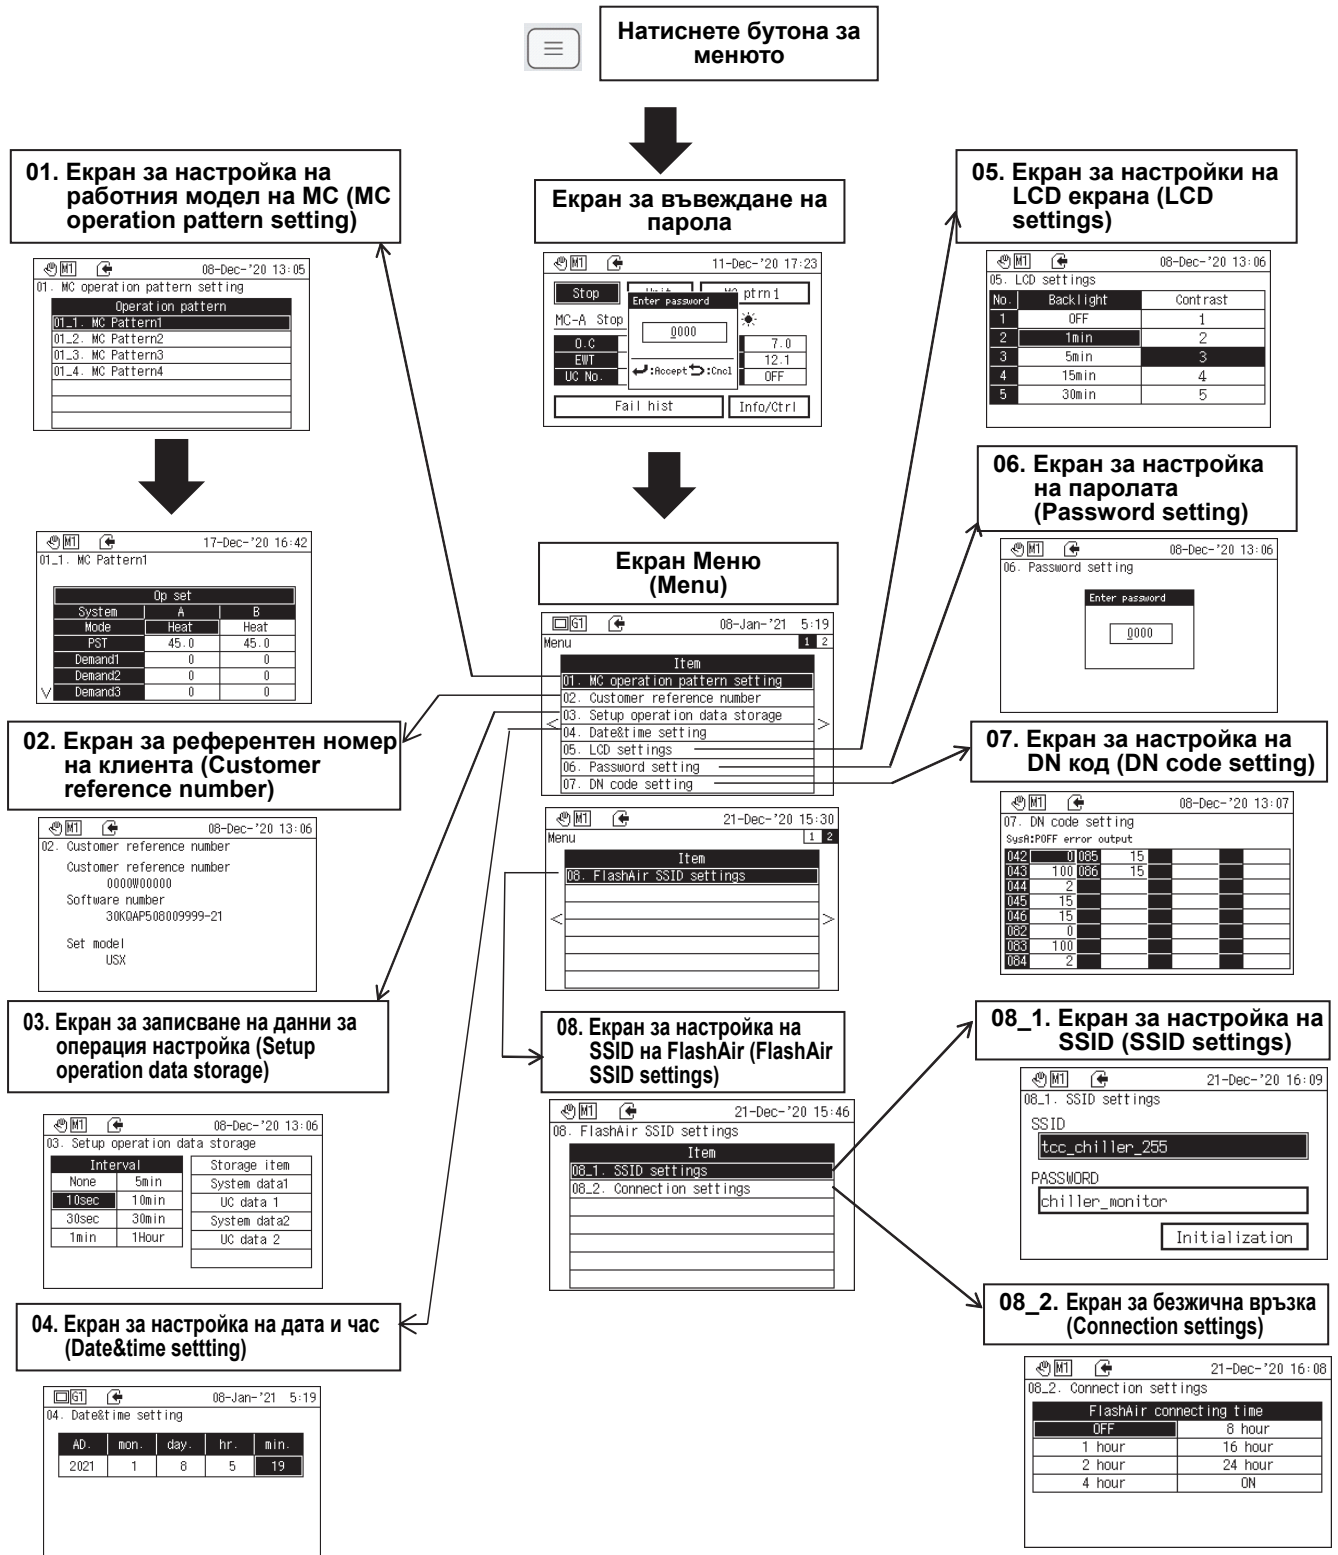 Натиснете бутона за
менюто
01. Екран за настройка на
работния модел на MC (MC
operation pattern setting)
M1 08-Dec-'20 13:05
01. MC operation pattern setting
Operation pattern
01_1. MC Pattern1
01_2. MC Pattern2
01_3. MC Pattern3
01_4. MC Pattern4
M1 17-Dec-'20 16:42
01_1. MC Pattern1
Op set
System A B
Mode Heat Heat
PST 45.0 45.0
Demand1 0 0
Demand2 0 0
Demand3 0 0
02. Екран за референтен номер
на клиента (Customer
reference number)
M1 08-Dec-'20 13:06
02. Customer reference number
Customer reference number
0000W00000
Software number
30KQAP508009999-21
Set model
USX
03. Екран за записване на данни за
операция настройка (Setup
operation data storage)
M1 08-Dec-'20 13:06
03. Setup operation data storage
Interval Storage item
None 5min System data1
10sec 10min UC data 1
30sec 30min System data2
1min 1Hour UC data 2
04. Екран за настройка на дата и час
(Date&time settting)
G1 08-Jan-'21 5:19
04. Date&time setting
AD. mon. day. hr. min.
2021 1 8 5 19
Екран за въвеждане на
парола
M1 11-Dec-'20 17:23
Stop ptrn1
Enter password
MC-A Stop
0000
O.C 7.0
EWT 12.1
UC No. OFF
:Accept :Cncl
Fail hist Info/Ctrl
Екран Меню
(Menu)
G1 08-Jan-'21 5:19
Menu 1 2
Item
01. MC operation pattern setting
02. Customer reference number
03. Setup operation data storage
04. Date&time setting
05. LCD settings
06. Password setting
07. DN code setting
M1 21-Dec-'20 15:30
Menu 1 2
Item
08. FlashAir SSID settings
08. Екран за настройка на
SSID на FlashAir (FlashAir
SSID settings)
M1 21-Dec-'20 15:46
08. FlashAir SSID settings
Item
08_1. SSID settings
08_2. Connection settings
05. Екран за настройки на
LCD екрана (LCD
settings)
M1 08-Dec-'20 13:06
05. LCD settings
No. Backlight Contrast
1 OFF 1
2 1min 2
3 5min 3
4 15min 4
5 30min 5
06. Екран за настройка
на паролата
(Password setting)
M1 08-Dec-'20 13:06
06. Password setting
Enter password
0000
07. Екран за настройка на
DN код (DN code setting)
M1 08-Dec-'20 13:07
07. DN code setting
SysA:POFF error output
042 0 085 15
043 100 086 15
044 2
045 15
046 15
082 0
083 100
084 2
08_1. Екран за настройка на
SSID (SSID settings)
M1 21-Dec-'20 16:09
08_1. SSID settings
SSID
tcc_chiller_255
PASSWORD
chiller_monitor
Initialization
08_2. Екран за безжична връзка
(Connection settings)
M1 21-Dec-'20 16:08
08_2. Connection settings
FlashAir connecting time
OFF 8 hour
1 hour 16 hour
2 hour 24 hour
4 hour ON